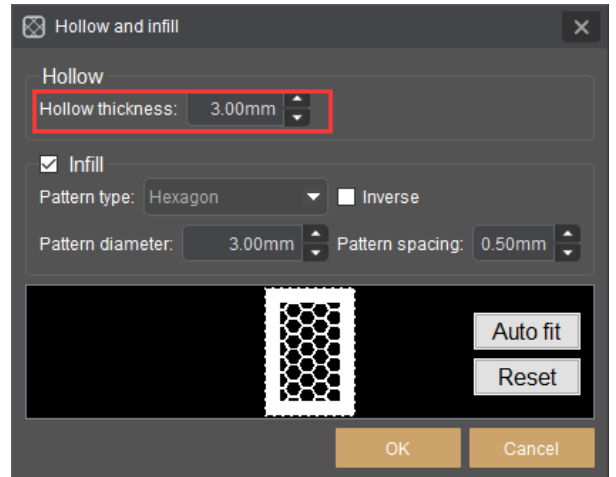 Hollow and infill
Hollow
Hollow thickness: 3.00mm
Infill
Pattern type: Hexagon Inverse
Pattern diameter: 3.00mm Pattern spacing: 0.50mm
Auto fit
Reset
OK Cancel